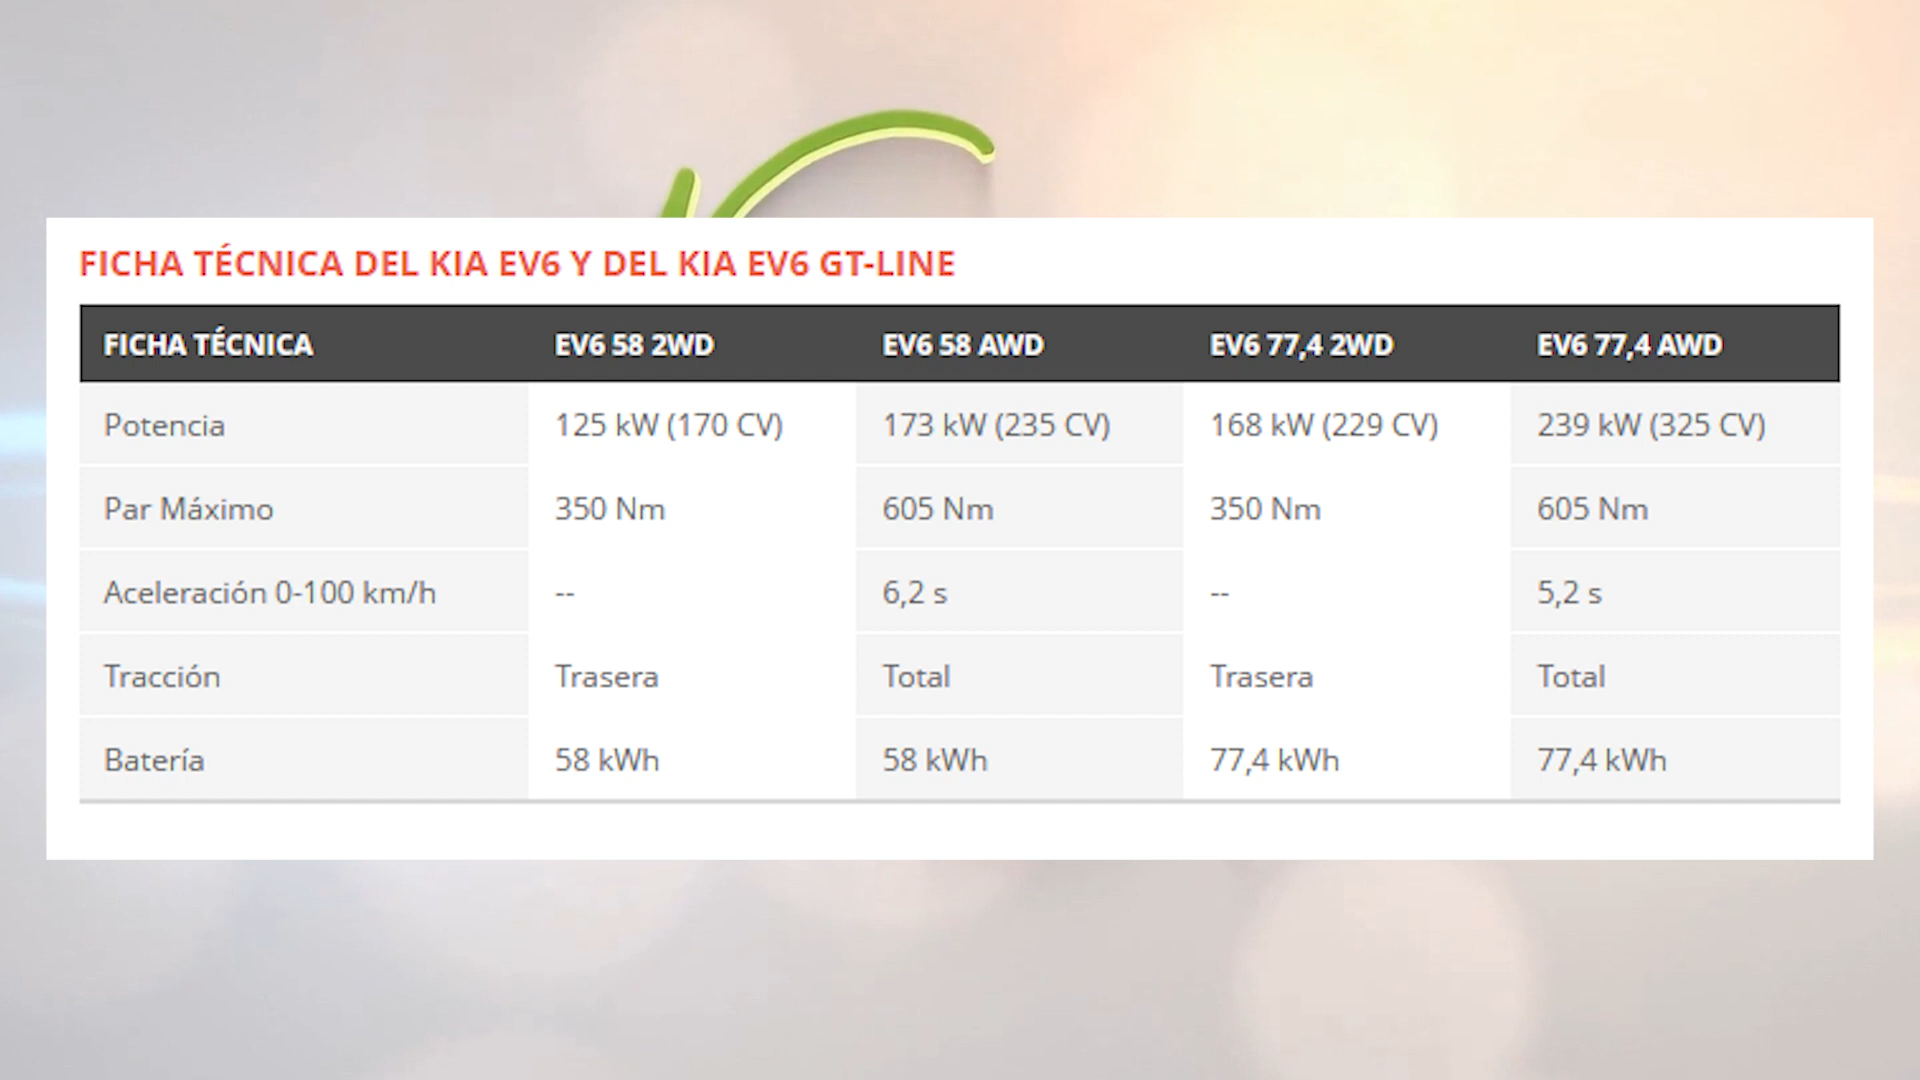 FICHA TÉCNICA DEL KIA EV6 Y DEL KIA EV6 GT-LINE
FICHA TÉCNICA EV6 58 2WD EV6 58 AWD EV6 77,4 2WD EV6 77,4 AWD
Potencia 125 kW (170 CV) 173 kW (235 CV) 168 kW (229 CV) 239 kW (325 CV)
Par Máximo 350 Nm 605 Nm 350 Nm 605 Nm
Aceleración 0-100 km/h -- 6,2 s -- 5,2 s
Tracción Trasera Total Trasera Total
Batería 58 kWh 58 kWh 77,4 kWh 77,4 kWh